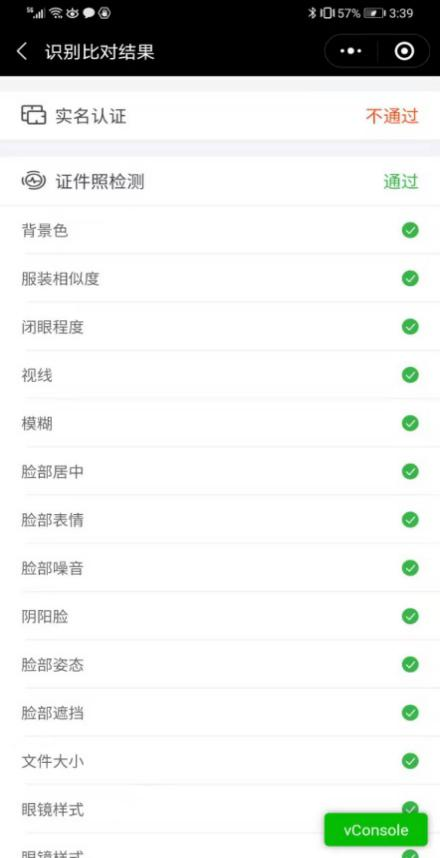 5G 57% 3:39
识别比对结果
实名认证 不通过
证件照检测 通过
背景色
服装相似度
闭眼程度
视线
模糊
脸部居中
脸部表情
脸部噪音
阴阳脸
脸部姿态
脸部遮挡
文件大小
眼镜样式
vConsole